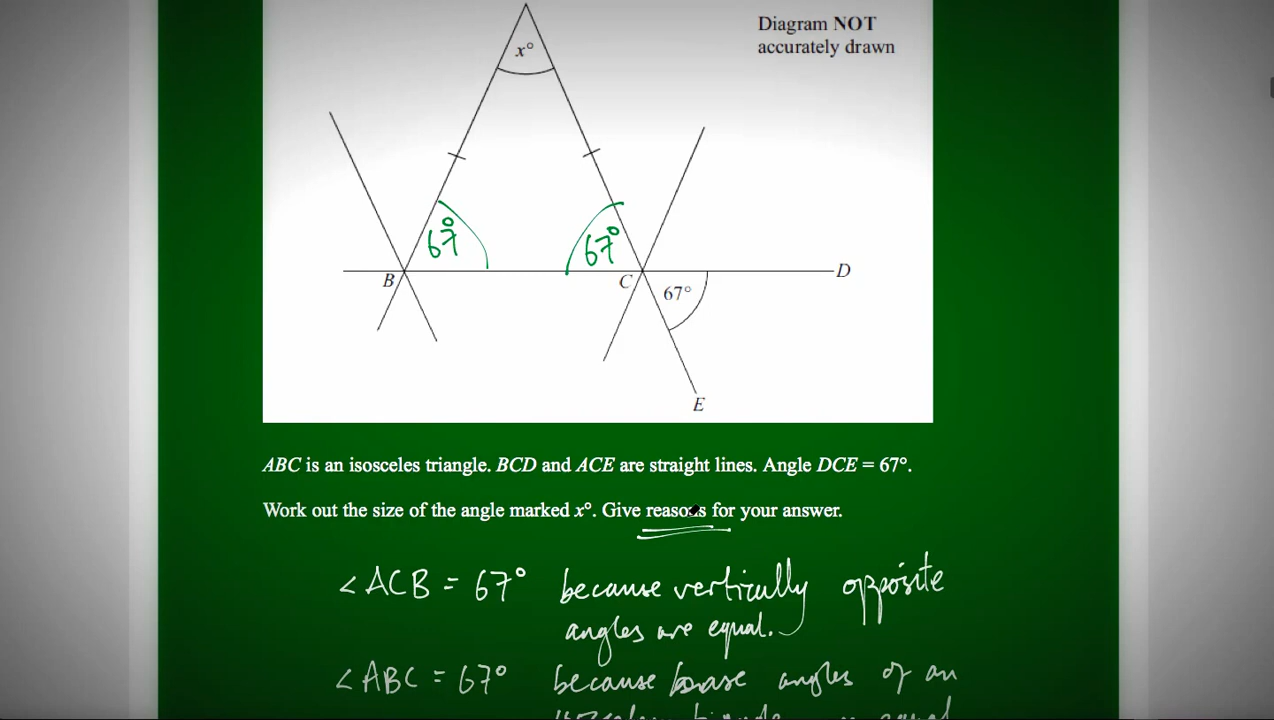 Diagram NOT
accurately drawn
x°
67°
67°
B
C
D
67°
E
ABC is an isosceles triangle. BCD and ACE are straight lines. Angle DCE = 67°.
Work out the size of the angle marked x°. Give reasons for your answer.
∠ACB = 67° because vertically opposite
angles are equal.
∠ABC = 67° because base angles of an